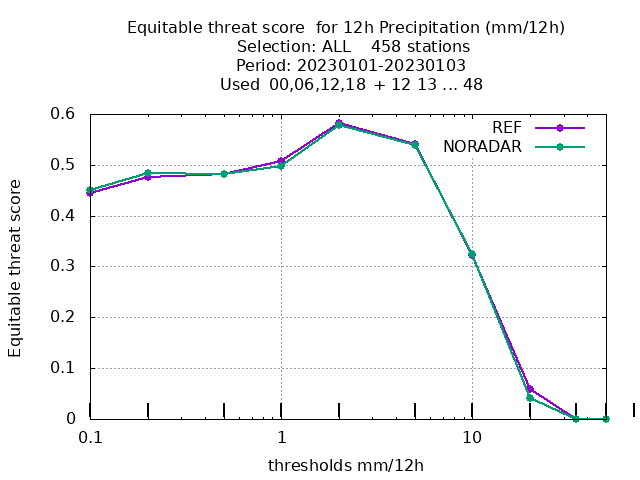 Equitable threat score  for 12h Precipitation (mm/12h)
Selection: ALL    458 stations
Period: 20230101-20230103
Used  00,06,12,18  + 12 13 ... 48
REF
NORADAR
0.6
0.5
0.4
0.3
0.2
0.1
0
Equitable threat score
0.1
1
10
thresholds mm/12h